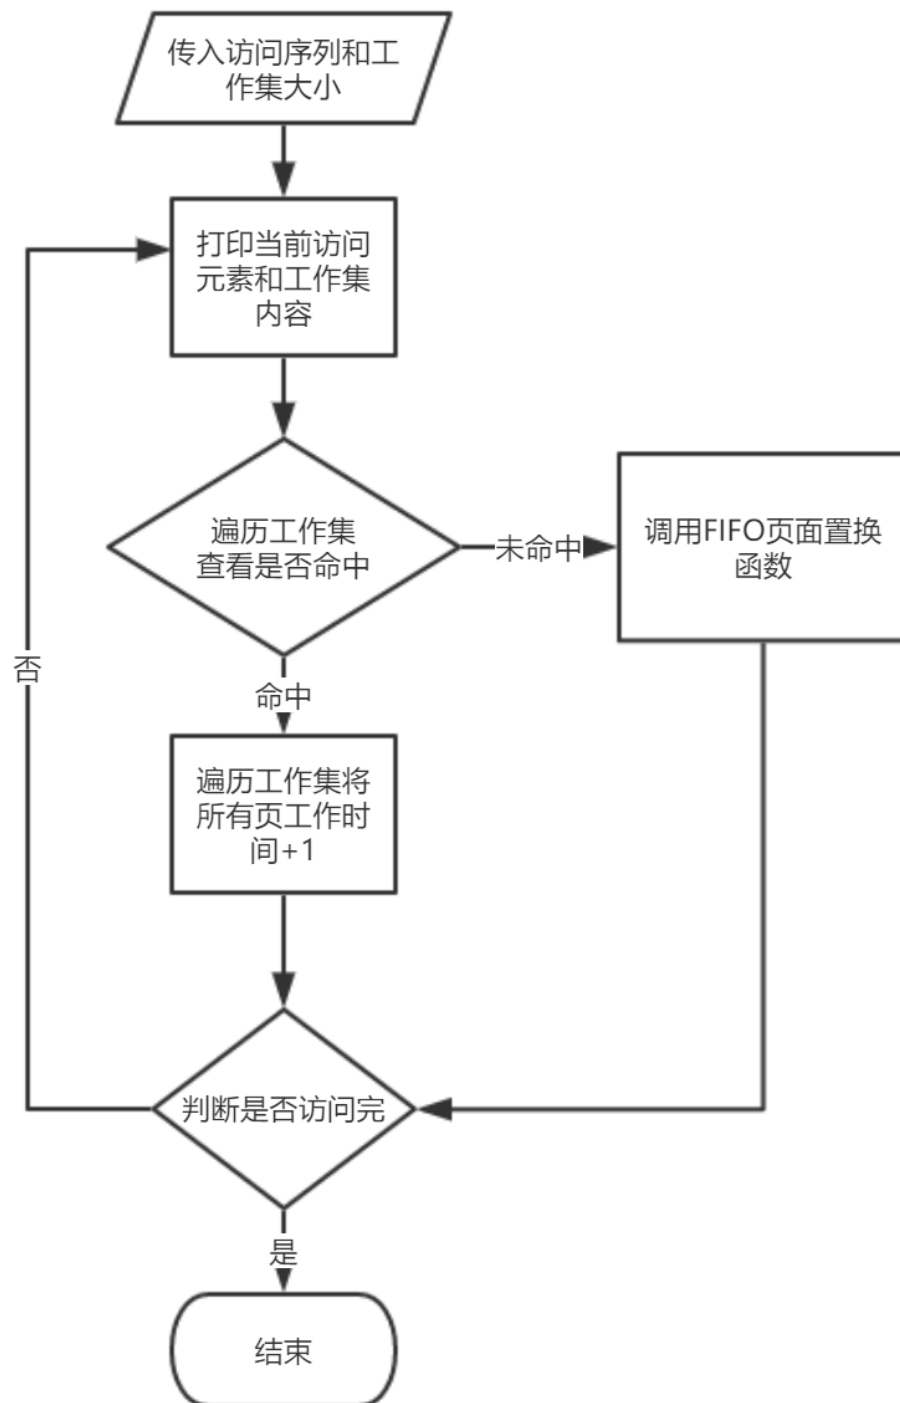 传入访问序列和工
作集大小
打印当前访问
元素和工作集
内容
遍历工作集
查看是否命中
未命中
调用FIFO页面置换
函数
否
命中
遍历工作集将
所有页工作时
间+1
判断是否访问完
是
结束